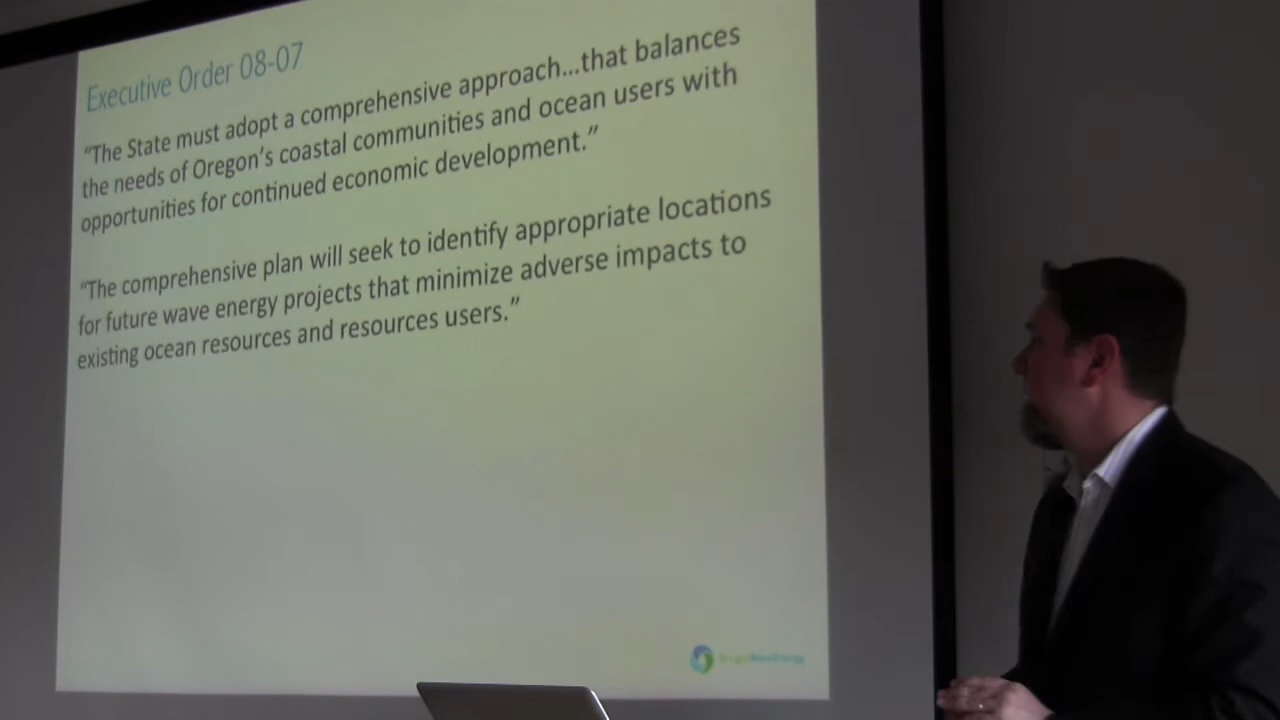 Executive Order 08-07
“The State must adopt a comprehensive approach...that balances
the needs of Oregon’s coastal communities and ocean users with
opportunities for continued economic development.”
“The comprehensive plan will seek to identify appropriate locations
for future wave energy projects that minimize adverse impacts to
existing ocean resources and resources users.”